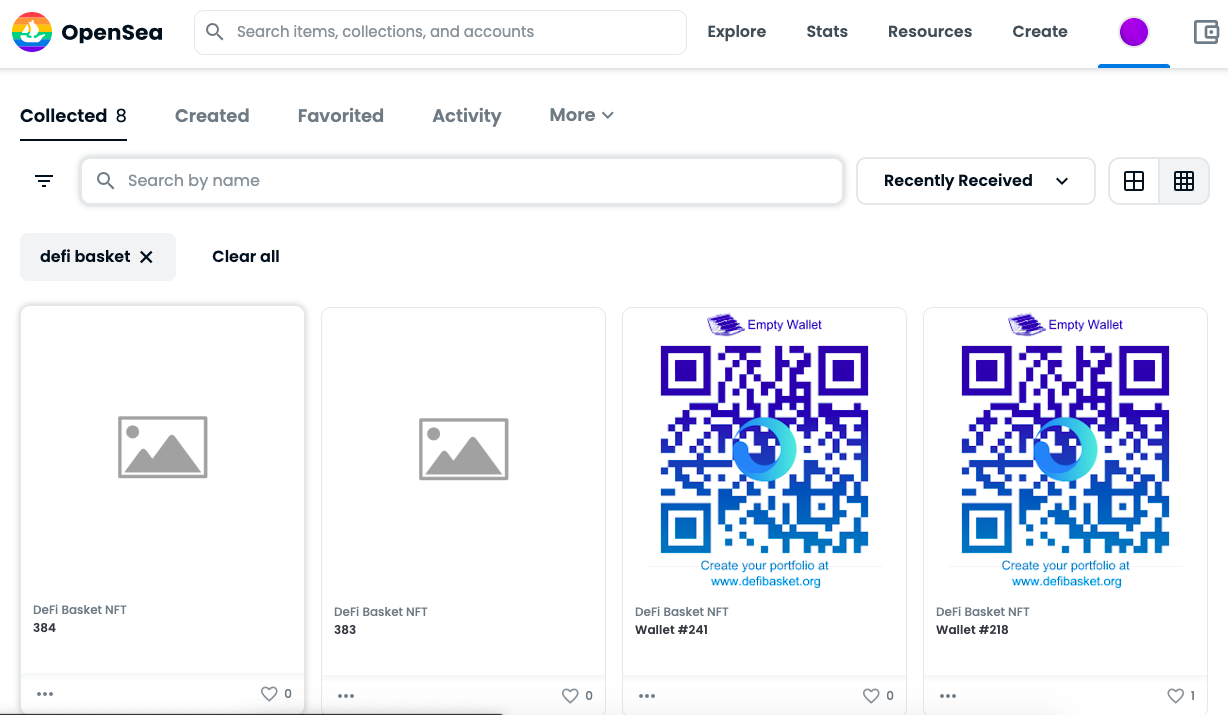 OpenSea
Search items, collections, and accounts
Explore
Stats
Resources
Create
Collected 8
Created
Favorited
Activity
More
Search by name
Recently Received
defi basket
Clear all
DeFi Basket NFT
384
0
DeFi Basket NFT
383
0
Empty Wallet
Create your portfolio at
www.defibasket.org
DeFi Basket NFT
Wallet #241
0
Empty Wallet
Create your portfolio at
www.defibasket.org
DeFi Basket NFT
Wallet #218
1